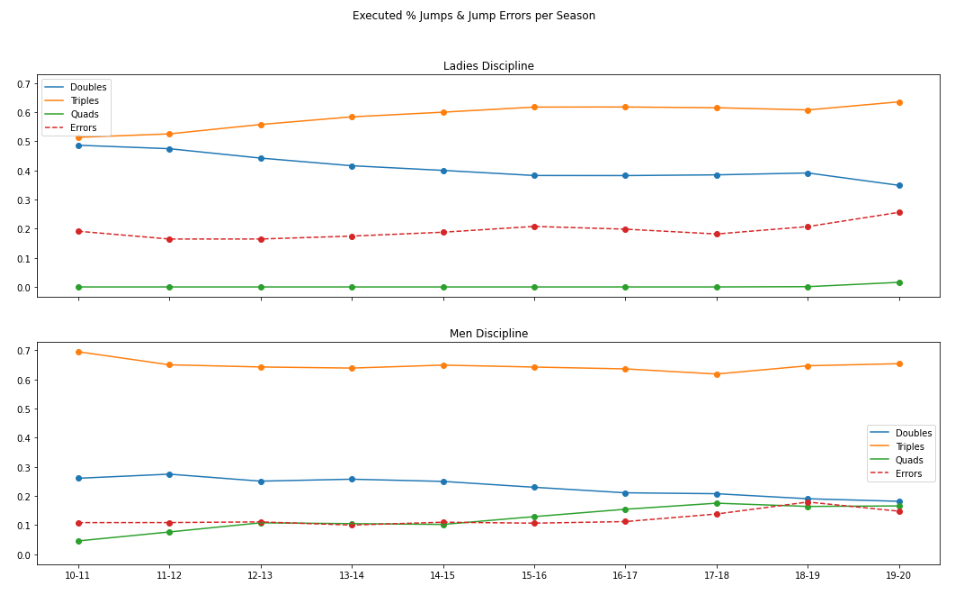 Executed % Jumps & Jump Errors per Season
Ladies Discipline
0.7
0.6
0.5
0.4
0.3
0.2
0.1
0.0
Doubles
Triples
Quads
Errors
Men Discipline
0.7
0.6
0.5
0.4
0.3
0.2
0.1
0.0
Doubles
Triples
Quads
Errors
10-11 11-12 12-13 13-14 14-15 15-16 16-17 17-18 18-19 19-20